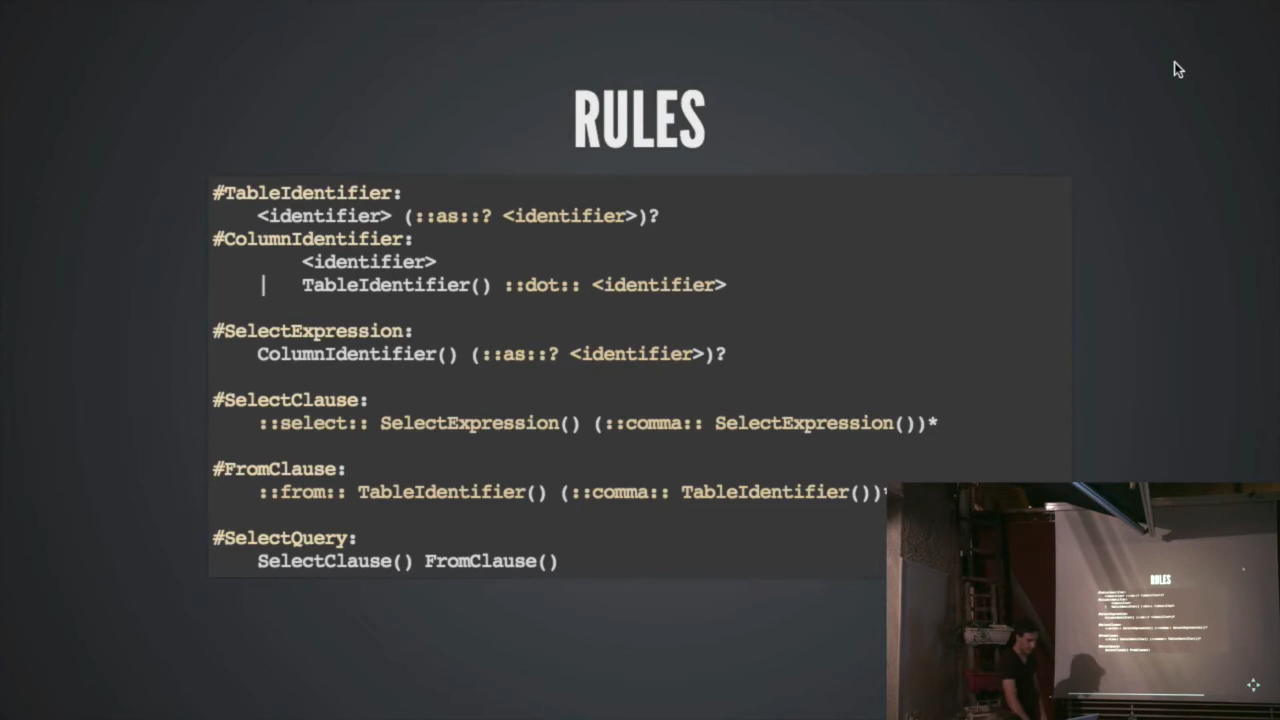 RULES
#TableIdentifier:
<identifier> (::as::? <identifier>)?
#ColumnIdentifier:
<identifier>
| TableIdentifier() ::dot:: <identifier>
#SelectExpression:
ColumnIdentifier() (::as::? <identifier>)?
#SelectClause:
::select:: SelectExpression() (::comma:: SelectExpression())*
#FromClause:
::from:: TableIdentifier() (::comma:: TableIdentifier())*
#SelectQuery:
SelectClause() FromClause()
RULES